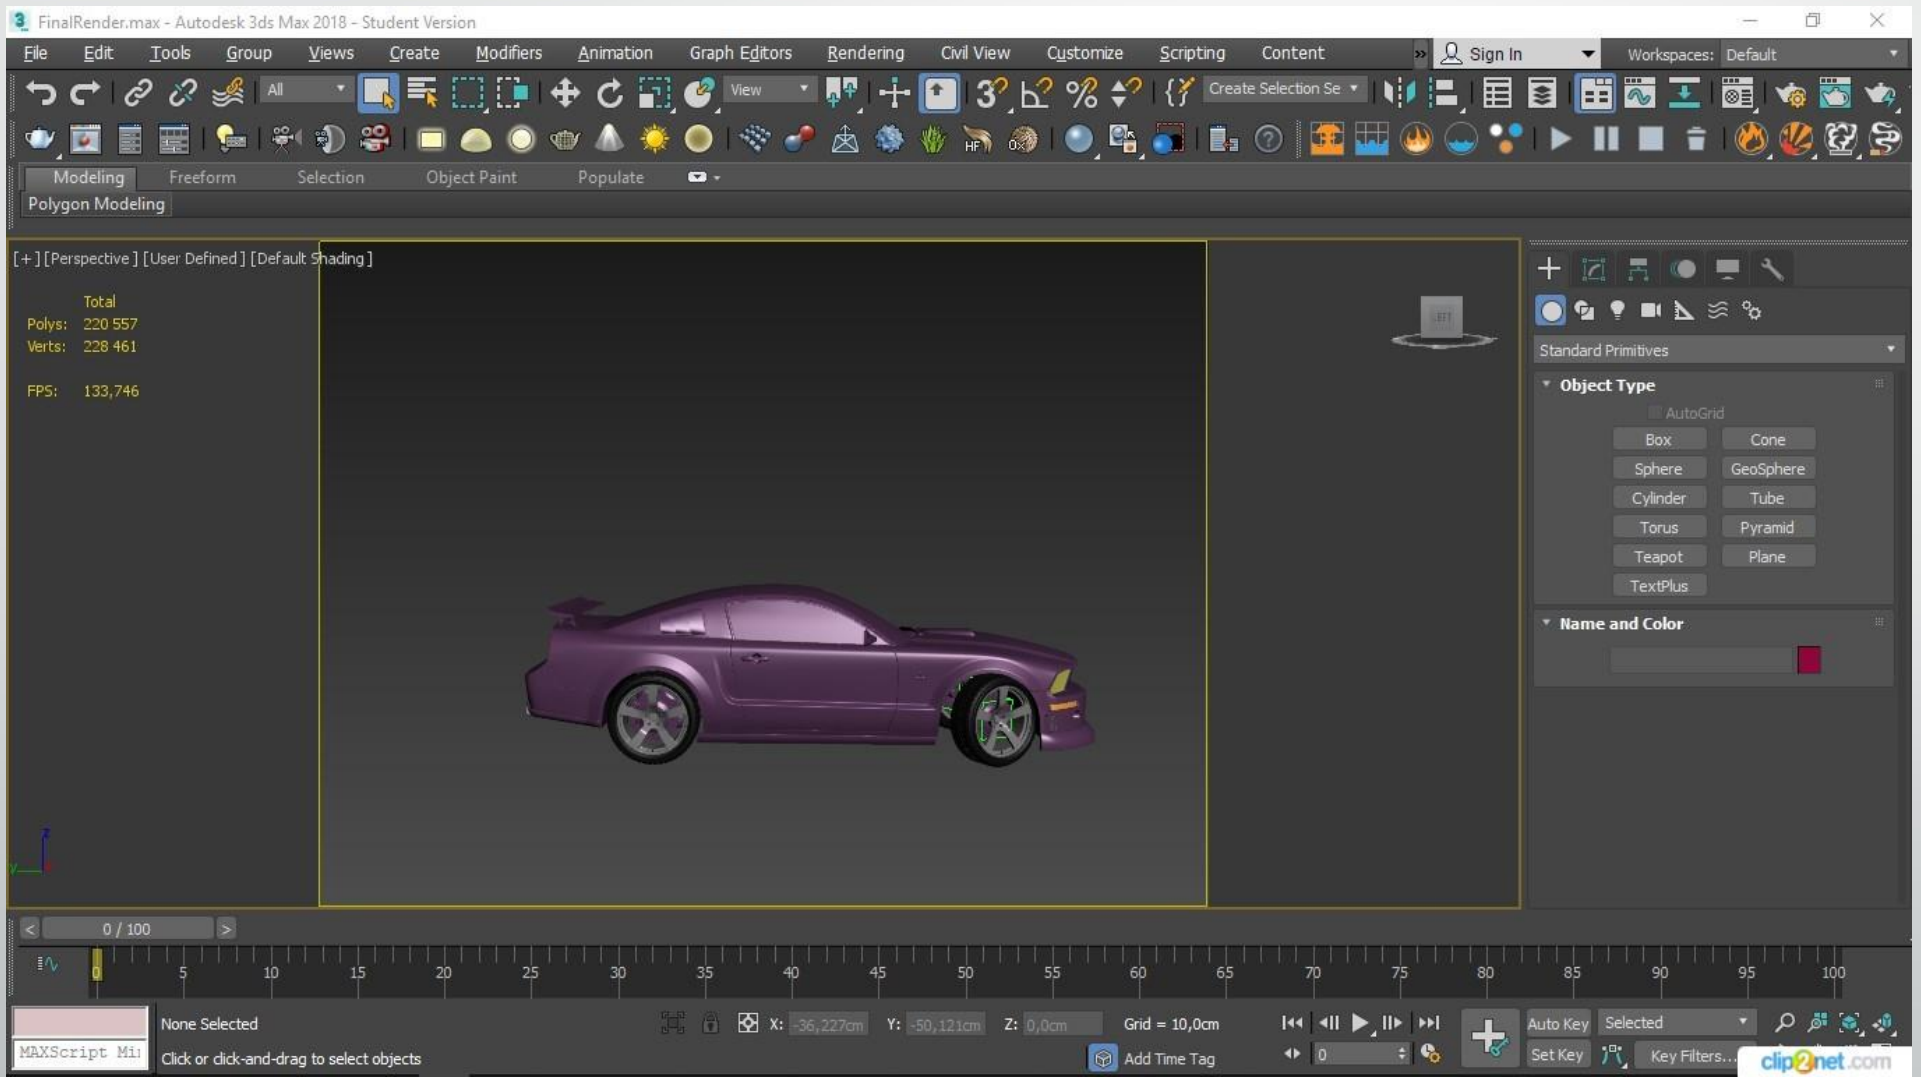 FinalRender.max - Autodesk 3ds Max 2018 - Student Version
File Edit Tools Group Views Create Modifiers Animation Graph Editors Rendering Civil View Customize Scripting Content » Sign In Workspaces: Default
All View Create Selection Se
Modeling Freeform Selection Object Paint Populate
Polygon Modeling
[+] [Perspective] [User Defined] [Default Shading]
Total
Polys: 220 557
Verts: 228 461
FPS: 133,746
LEFT
Standard Primitives
Object Type
AutoGrid
Box Cone
Sphere GeoSphere
Cylinder Tube
Torus Pyramid
Teapot Plane
TextPlus
Name and Color
z
y
< 0 / 100 >
0 5 10 15 20 25 30 35 40 45 50 55 60 65 70 75 80 85 90 95 100
None Selected X: -36,227cm Y: -50,121cm Z: 0,0cm Grid = 10,0cm Auto Key Selected
MAXScript Mi Click or click-and-drag to select objects Add Time Tag 0 Set Key Key Filters...
clip2net.com